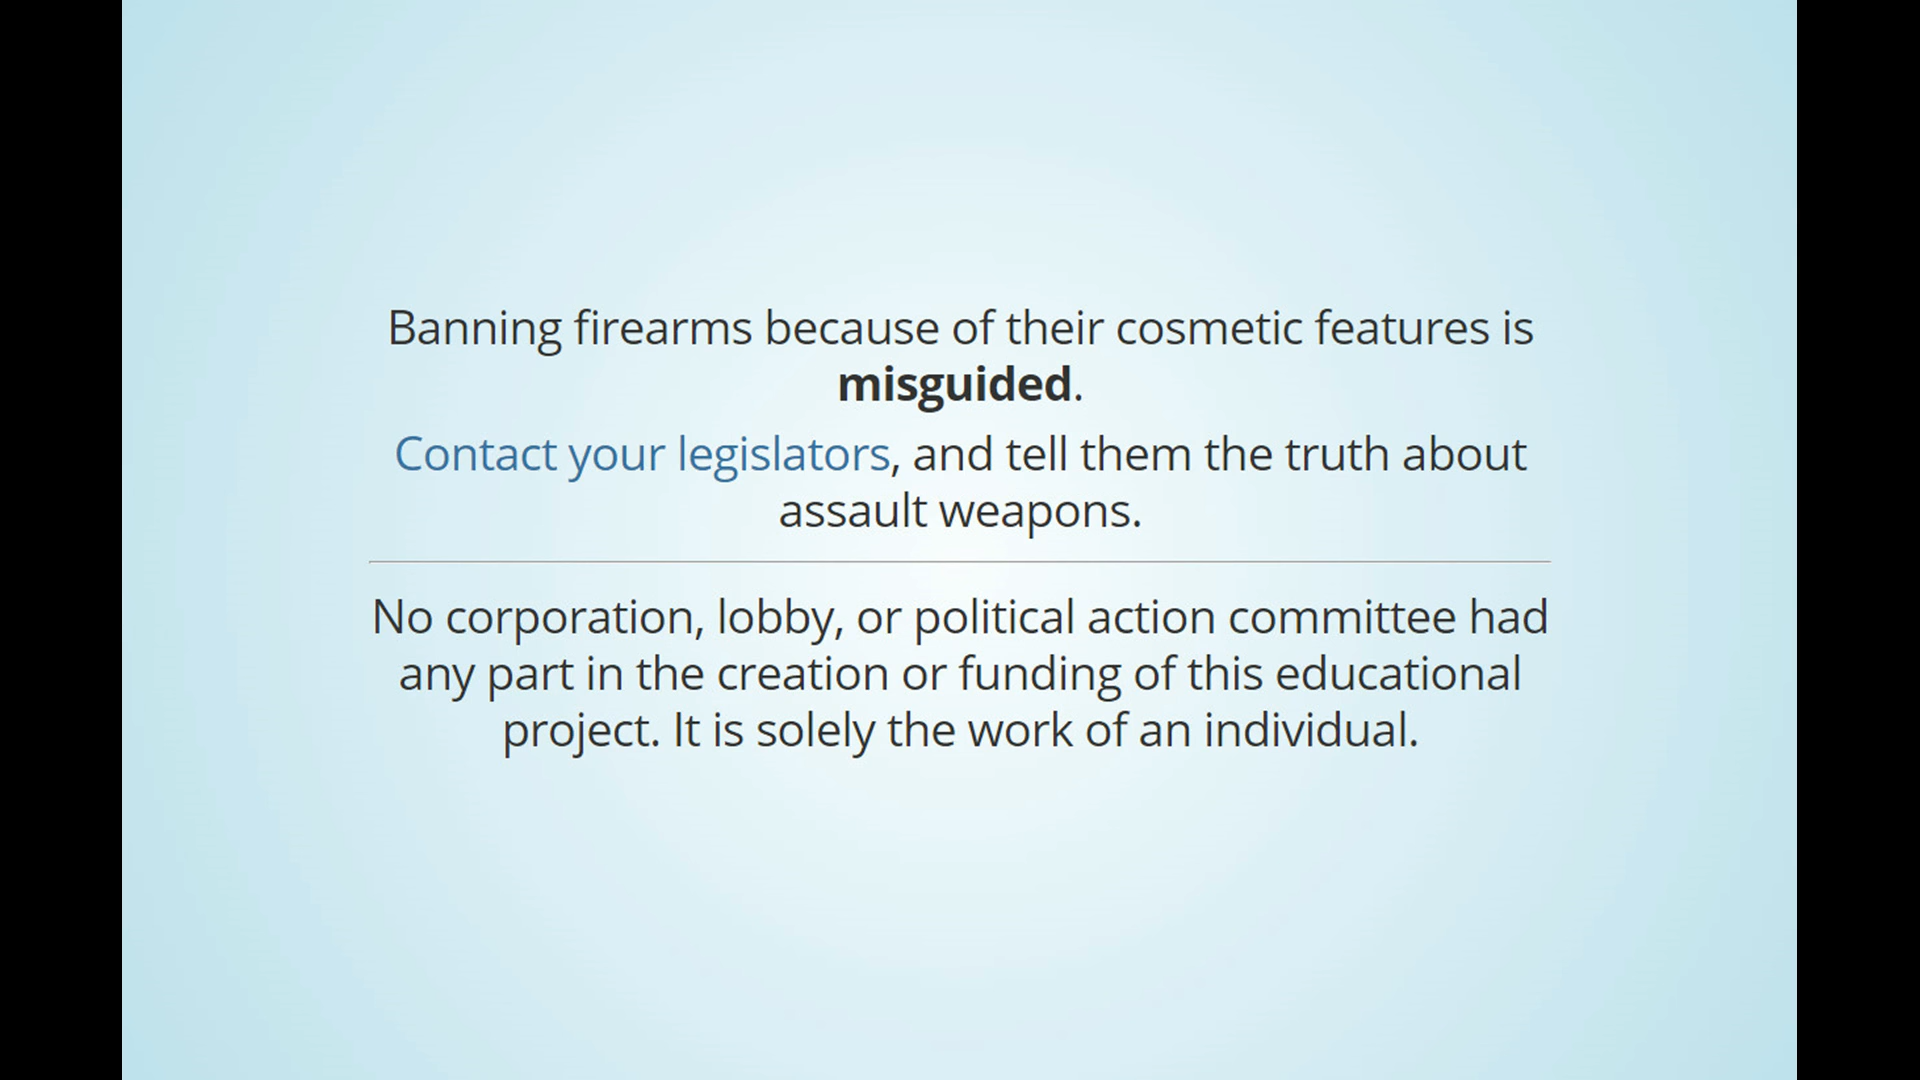 Banning firearms because of their cosmetic features is
misguided.
Contact your legislators, and tell them the truth about
assault weapons.
No corporation, lobby, or political action committee had
any part in the creation or funding of this educational
project. It is solely the work of an individual.